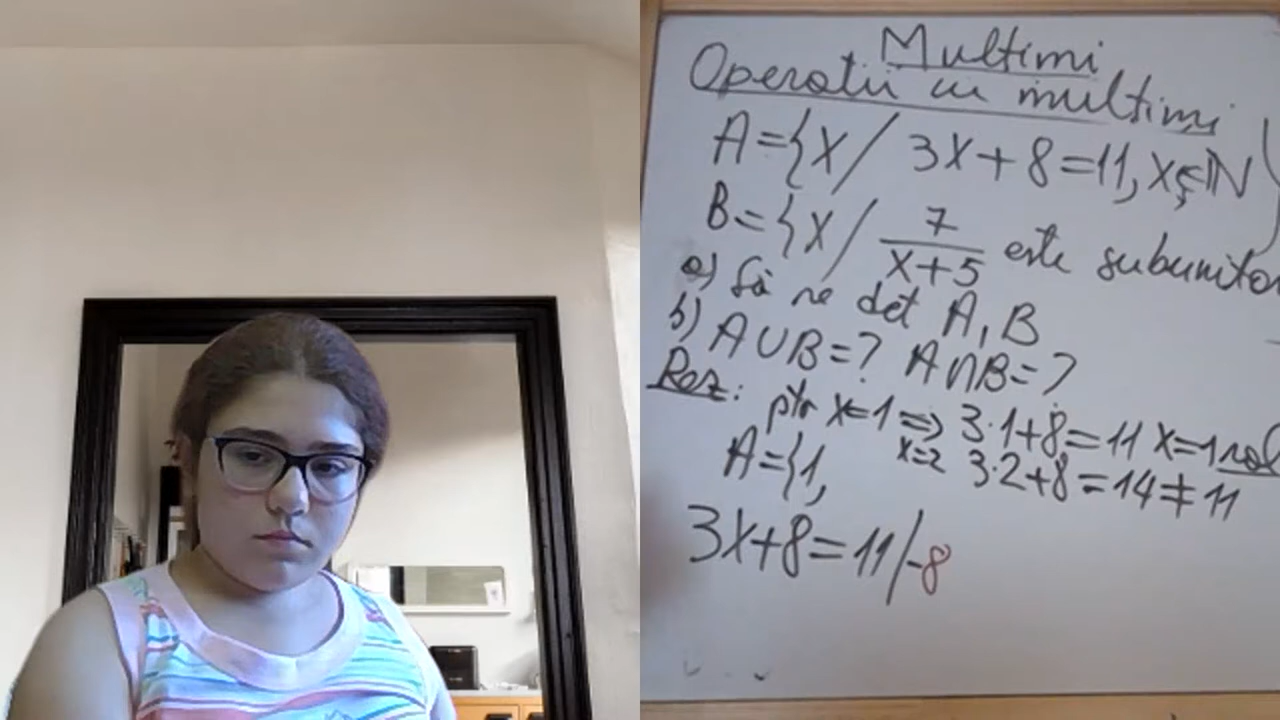 Multimi
Operatii cu multimi
A={x/ 3x+8=11, x∈N}
B={x/ 7/x+5 este subunitar
a) Să se det A, B
b) A∪B=? A∩B=?
Rez: ptr x=1 => 3·1+8=11 x=1 sol
A={1, x=2 3·2+8=14≠11
3x+8=11/-8